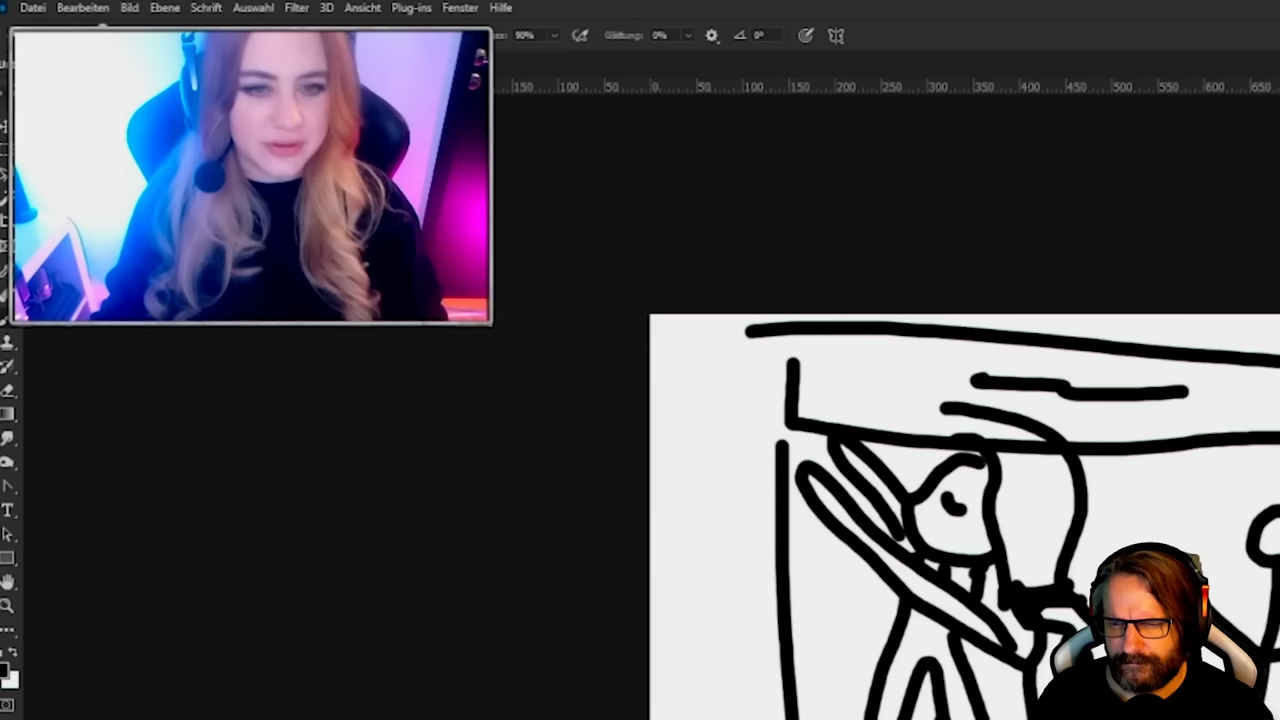 Datei Bearbeiten Bild Ebene Schrift Auswahl Filter 3D Ansicht Plug-ins Fenster Hilfe
90% Glättung: 0% 0°
150 100 50 0 50 100 150 200 250 300 350 400 450 500 550 600 650